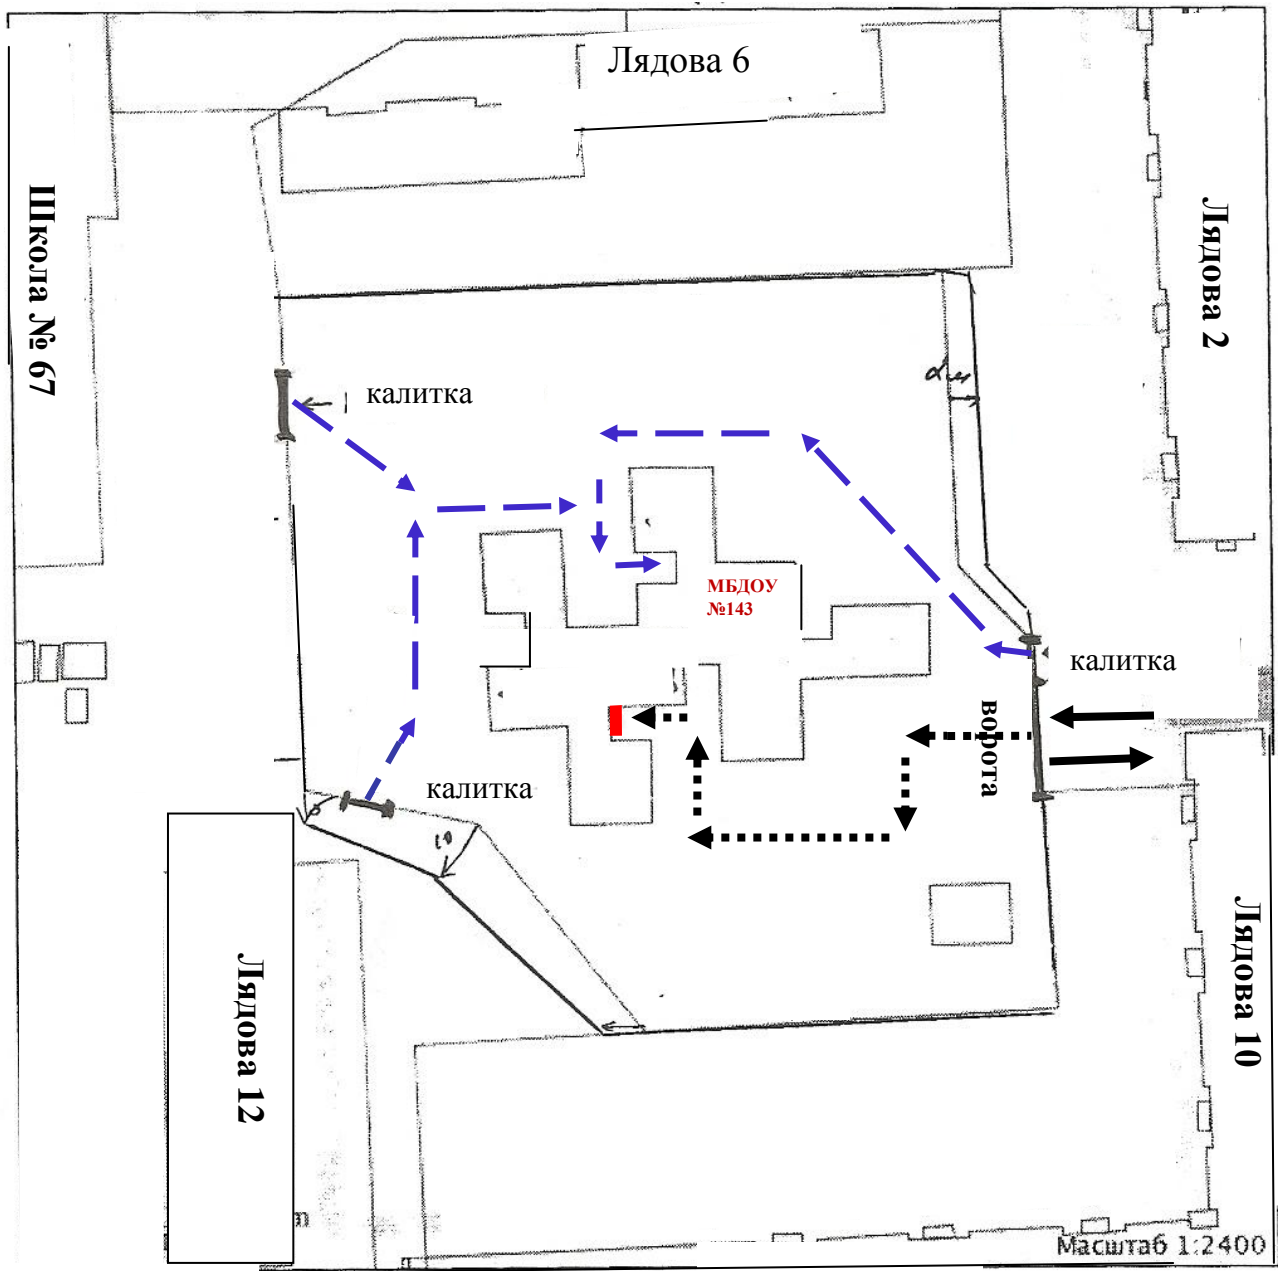 Лядова 6
Школа № 67
Лядова 2
калитка
МБДОУ
№143
калитка
ворота
калитка
Лядова 10
Лядова 12
Масштаб 1:2400